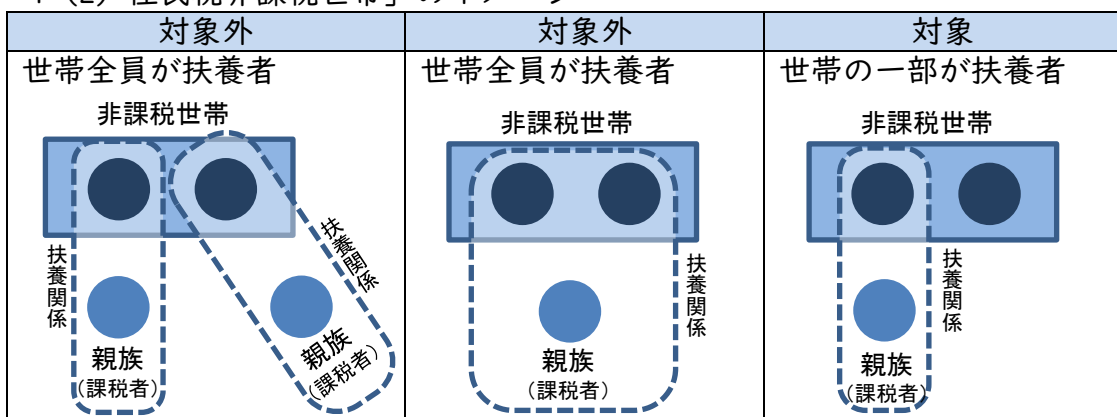 対象外
対象外
対象
世帯全員が扶養者
非課税世帯
扶養関係
扶養関係
親族
(課税者)
親族
(課税者)
世帯全員が扶養者
非課税世帯
扶養関係
親族
(課税者)
世帯の一部が扶養者
非課税世帯
扶養関係
親族
(課税者)